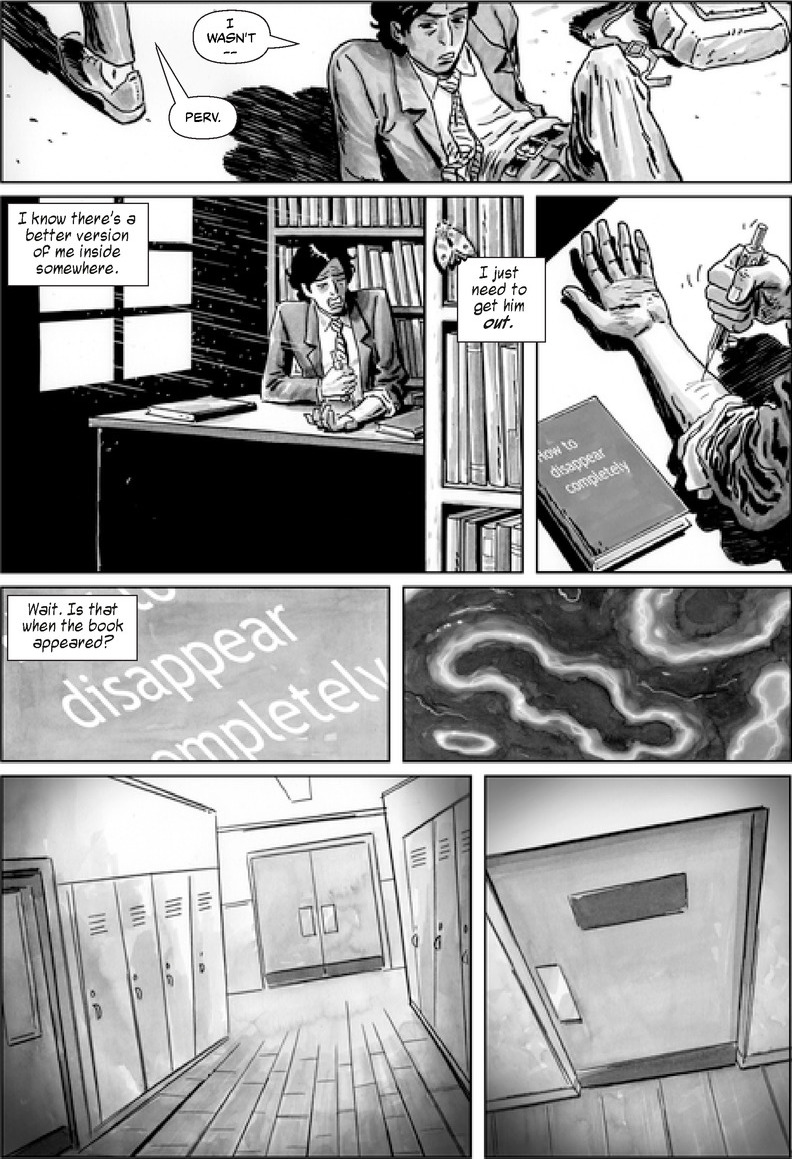 I
WASN'T
--
PERV.
I know there's a
better version
of me inside
somewhere.
I just
need to
get him
out.
How to
disappear
completely
Wait. Is that
when the book
appeared?
to
disappear
completely